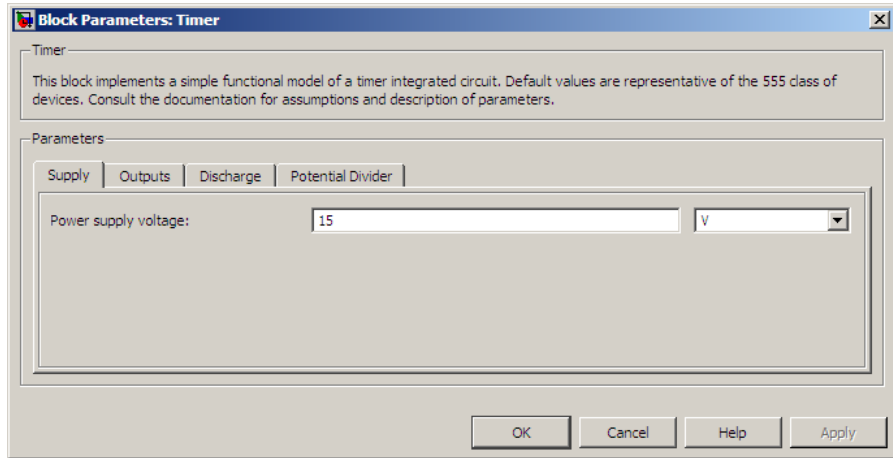 Block Parameters: Timer
Timer
This block implements a simple functional model of a timer integrated circuit. Default values are representative of the 555 class of
devices. Consult the documentation for assumptions and description of parameters.
Parameters
Supply Outputs Discharge Potential Divider
Power supply voltage: 15 V
OK Cancel Help Apply